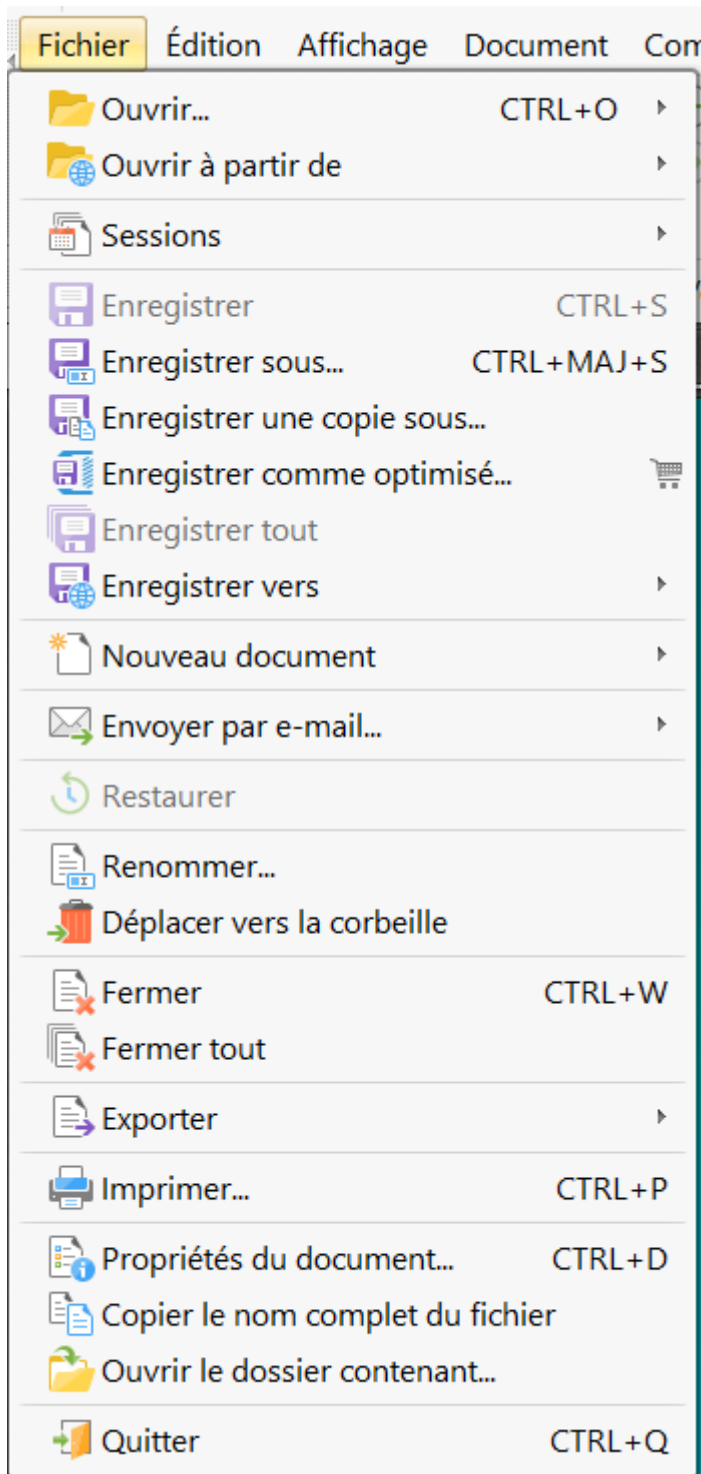 Fichier Édition Affichage Document Com
Ouvrir... CTRL+O
Ouvrir à partir de
Sessions
Enregistrer CTRL+S
Enregistrer sous... CTRL+MAJ+S
Enregistrer une copie sous...
Enregistrer comme optimisé...
Enregistrer tout
Enregistrer vers
Nouveau document
Envoyer par e-mail...
Restaurer
Renommer...
Déplacer vers la corbeille
Fermer CTRL+W
Fermer tout
Exporter
Imprimer... CTRL+P
Propriétés du document... CTRL+D
Copier le nom complet du fichier
Ouvrir le dossier contenant...
Quitter CTRL+Q